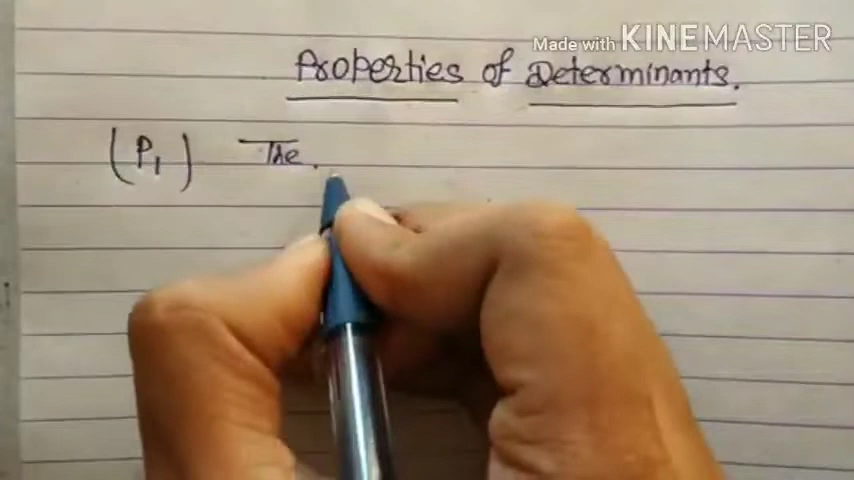 Made with KINEMASTER
Properties of Determinants.
(P1) The